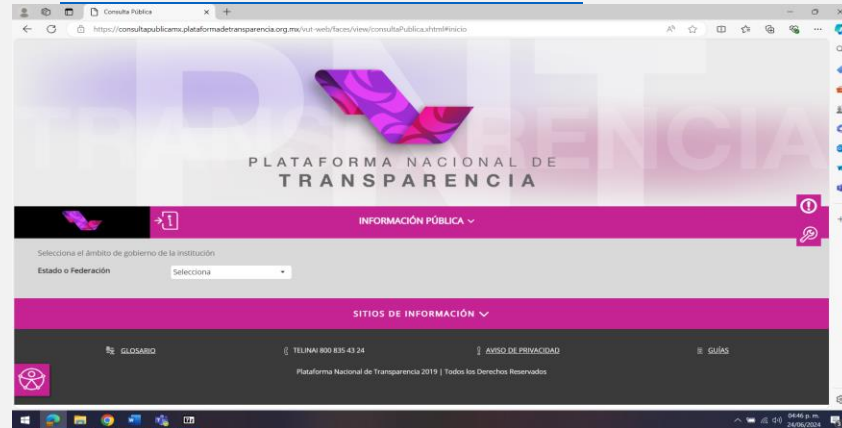 Consulta Pública
https://consultapublicamx.plataformadetransparencia.org.mx/vut-web/faces/view/consultaPublica.xhtml#inicio
PNT
TRANSPARENCIA
PLATAFORMA NACIONAL DE
TRANSPARENCIA
INFORMACIÓN PÚBLICA
Selecciona el ámbito de gobierno de la institución
Estado o Federación Selecciona
SITIOS DE INFORMACIÓN
GLOSARIO TELINAI 800 835 43 24 AVISO DE PRIVACIDAD GUÍAS
Plataforma Nacional de Transparencia 2019 | Todos los Derechos Reservados
04:46 p. m.
24/06/2024